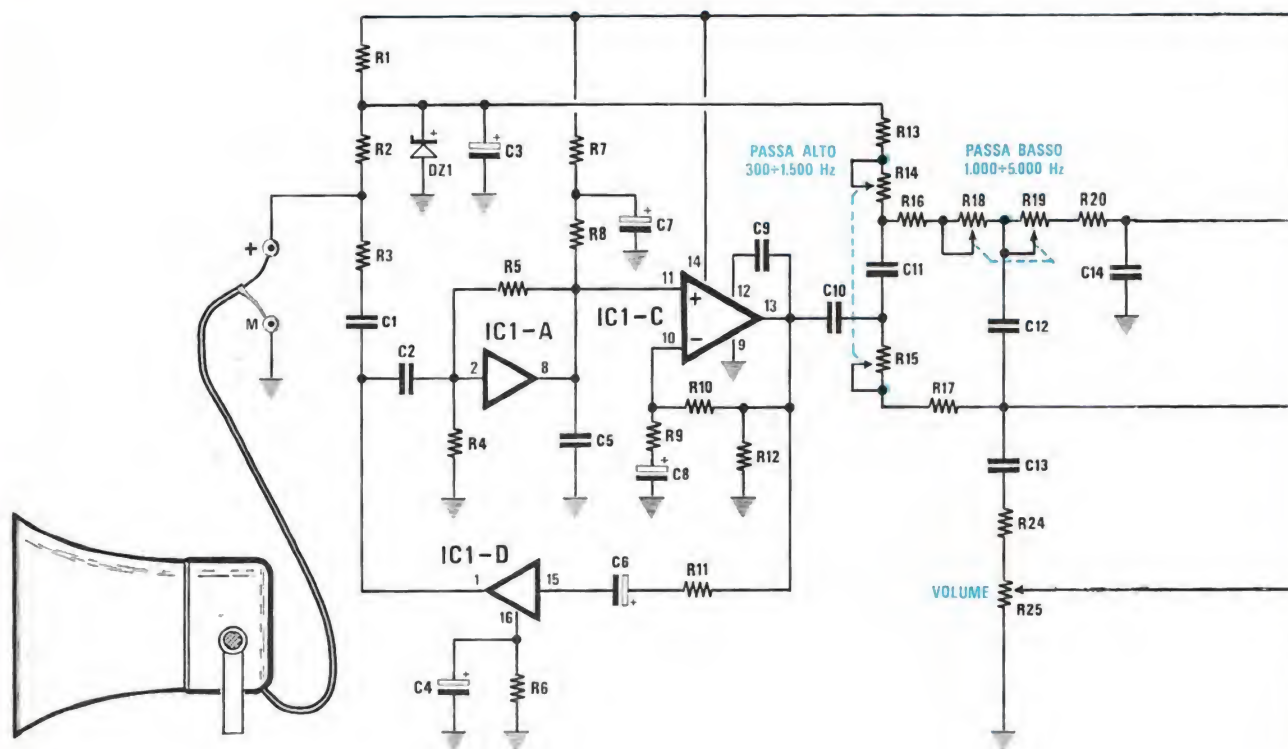 R1
R2
DZ1
+
C3
+
R7
R13
PASSA ALTO
300÷1.500 Hz
R14
PASSA BASSO
1.000÷5.000 Hz
R16
R18
R19
R20
+
M
R3
C1
R8
+
C7
R5
C9
14
11
+
12
13
IC1-C
10
−
9
C10
C11
C14
IC1-A
C2
2
8
R4
C5
R10
R9
+
C8
R12
R15
R17
C12
C13
R24
IC1-D
1
15
16
C6
+
R11
VOLUME
R25
+
C4
R6